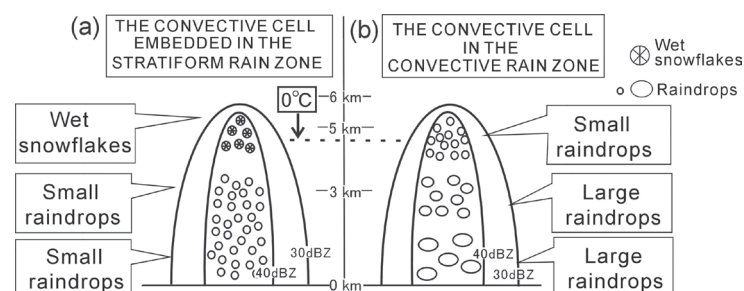 (a)
THE CONVECTIVE CELL
EMBEDDED IN THE
STRATIFORM RAIN ZONE
(b)
THE CONVECTIVE CELL
IN THE
CONVECTIVE RAIN ZONE
Wet
snowflakes
Raindrops
0°C
6 km
5 km
3 km
0 km
Wet
snowflakes
Small
raindrops
Small
raindrops
30dBZ
40dBZ
Small
raindrops
Large
raindrops
Large
raindrops
40dBZ
30dBZ